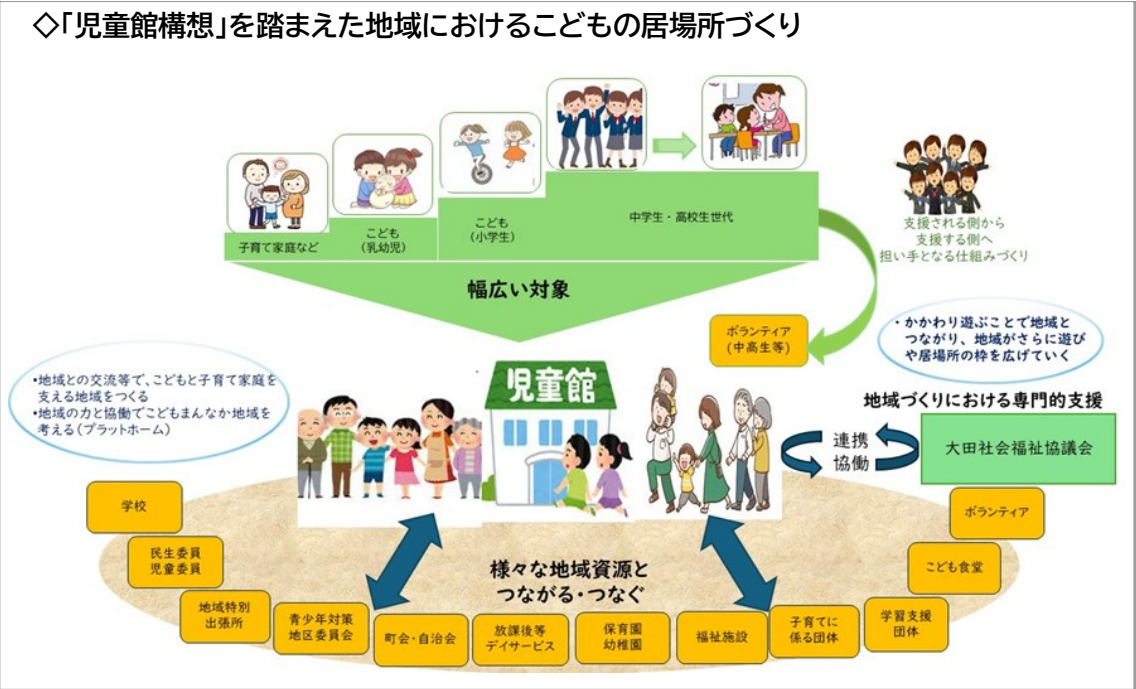 ◇「児童館構想」を踏まえた地域におけるこどもの居場所づくり
子育て家庭など
こども
(乳幼児)
こども
(小学生)
中学生・高校生世代
支援される側から
支援する側へ
担い手となる仕組みづくり
幅広い対象
ボランティア
(中高生等)
・かかわり遊ぶことで地域と
つながり、地域がさらに遊び
や居場所の枠を広げていく
•地域との交流等で、こどもと子育て家庭を
支える地域をつくる
•地域の力と協働でこどもまんなか地域を
考える(プラットホーム)
児童館
地域づくりにおける専門的支援
連携
協働
大田社会福祉協議会
様々な地域資源と
つながる・つなぐ
学校
民生委員
児童委員
地域特別
出張所
青少年対策
地区委員会
町会・自治会
放課後等
デイサービス
保育園
幼稚園
福祉施設
子育てに
係る団体
学習支援
団体
こども食堂
ボランティア